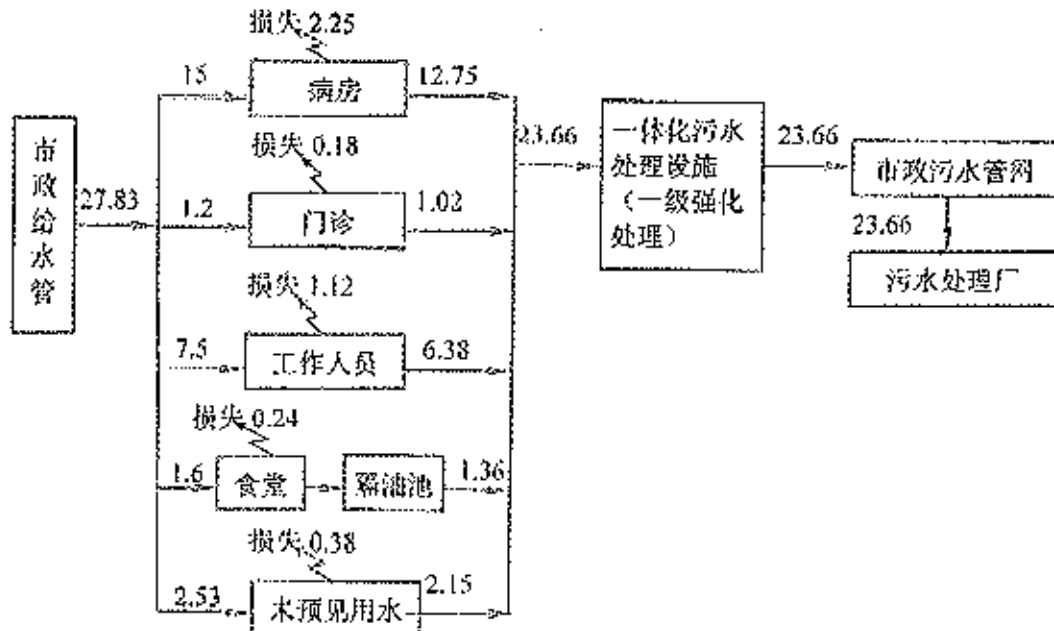 损失 2.25
15
病房
12.75
市政给水管
27.83
损失 0.18
1.2
门诊
1.02
23.66
一体化污水
处理设施
（一级强化
处理）
23.66
市政污水管网
23.66
污水处理厂
损失 1.12
7.5
工作人员
6.38
损失 0.24
1.6
食堂
隔油池
1.36
损失 0.38
2.53
未预见用水
2.15